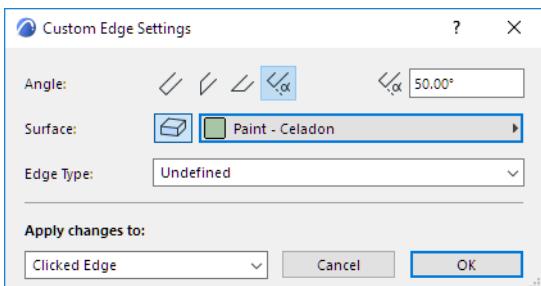 Custom Edge Settings ? ×
Angle: α α 50.00°
Surface: Paint - Celadon
Edge Type: Undefined
Apply changes to:
Clicked Edge Cancel OK